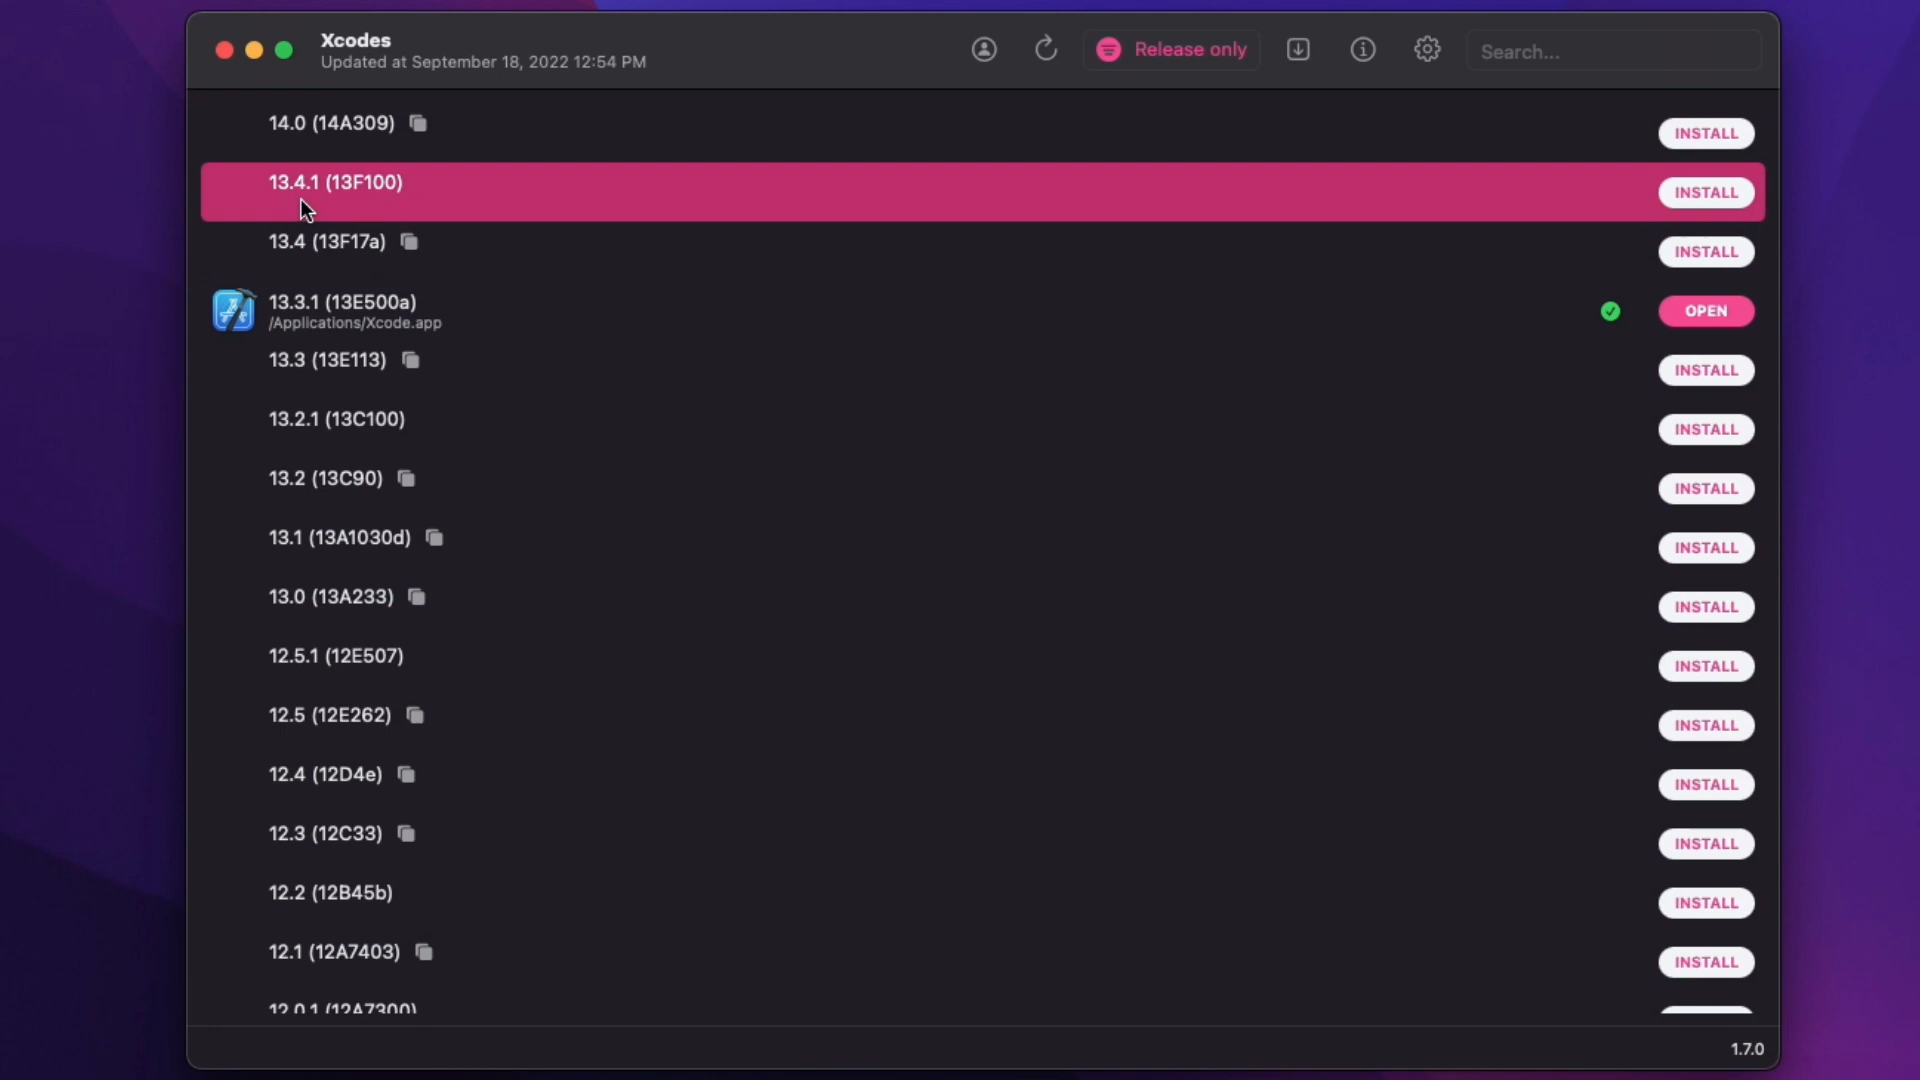 Xcodes
Updated at September 18, 2022 12:54 PM
Release only
Search...
14.0 (14A309)
INSTALL
13.4.1 (13F100)
INSTALL
13.4 (13F17a)
INSTALL
13.3.1 (13E500a)
/Applications/Xcode.app
OPEN
13.3 (13E113)
INSTALL
13.2.1 (13C100)
INSTALL
13.2 (13C90)
INSTALL
13.1 (13A1030d)
INSTALL
13.0 (13A233)
INSTALL
12.5.1 (12E507)
INSTALL
12.5 (12E262)
INSTALL
12.4 (12D4e)
INSTALL
12.3 (12C33)
INSTALL
12.2 (12B45b)
INSTALL
12.1 (12A7403)
INSTALL
12.0.1 (12A7300)
1.7.0